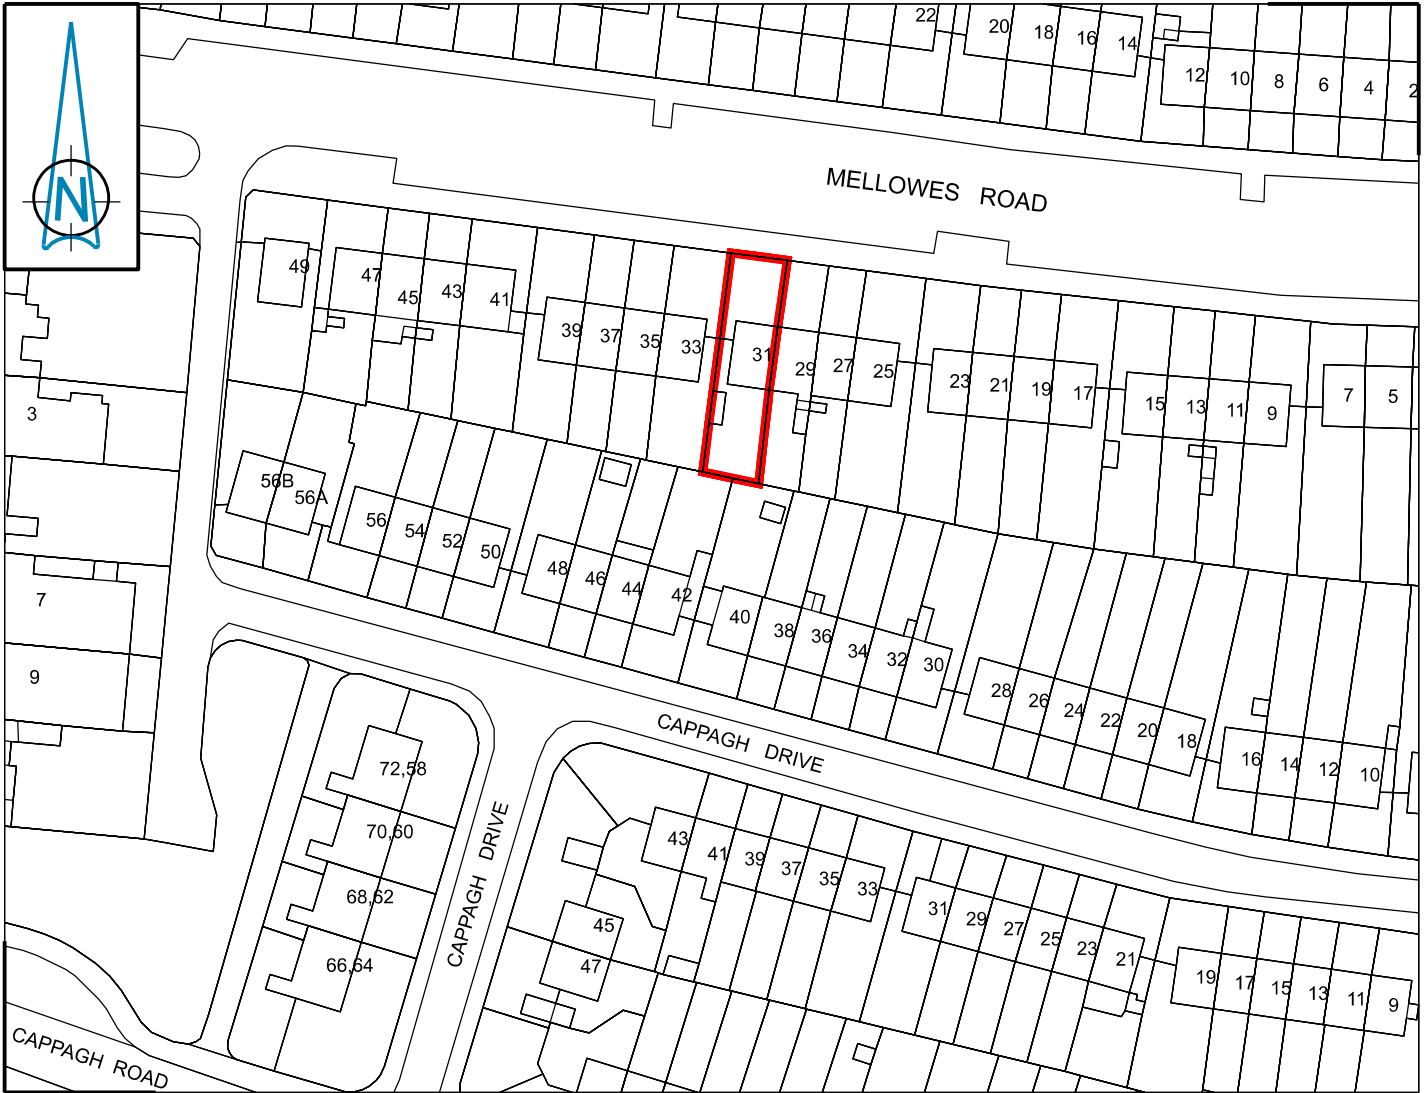 22
20 18 16 14
12 10 8 6 4 2
N
MELLOWES ROAD
49 47 45 43 41
39 37 35 33
31 29 27 25
23 21 19 17
15 13 11 9
7 5
3
56B 56A
56 54 52 50
48 46 44 42
40 38 36 34 32 30
28 26 24 22 20 18
16 14 12 10
7
9
CAPPAGH DRIVE
72,58
70,60
68,62
66,64
CAPPAGH DRIVE
43 41 39 37 35 33
31 29 27 25 23 21
19 17 15 13 11 9
45
47
CAPPAGH ROAD